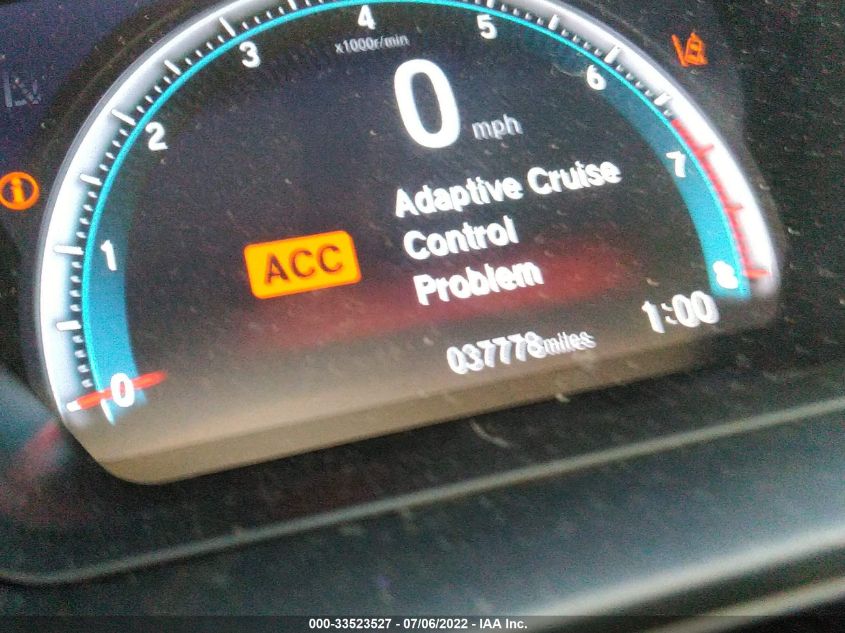 4
3
5
x1000r/min
2
6
0 mph
7
1
Adaptive Cruise
Control
Problem
ACC
8
0
037778miles
1:00
000-33523527 - 07/06/2022 - IAA Inc.